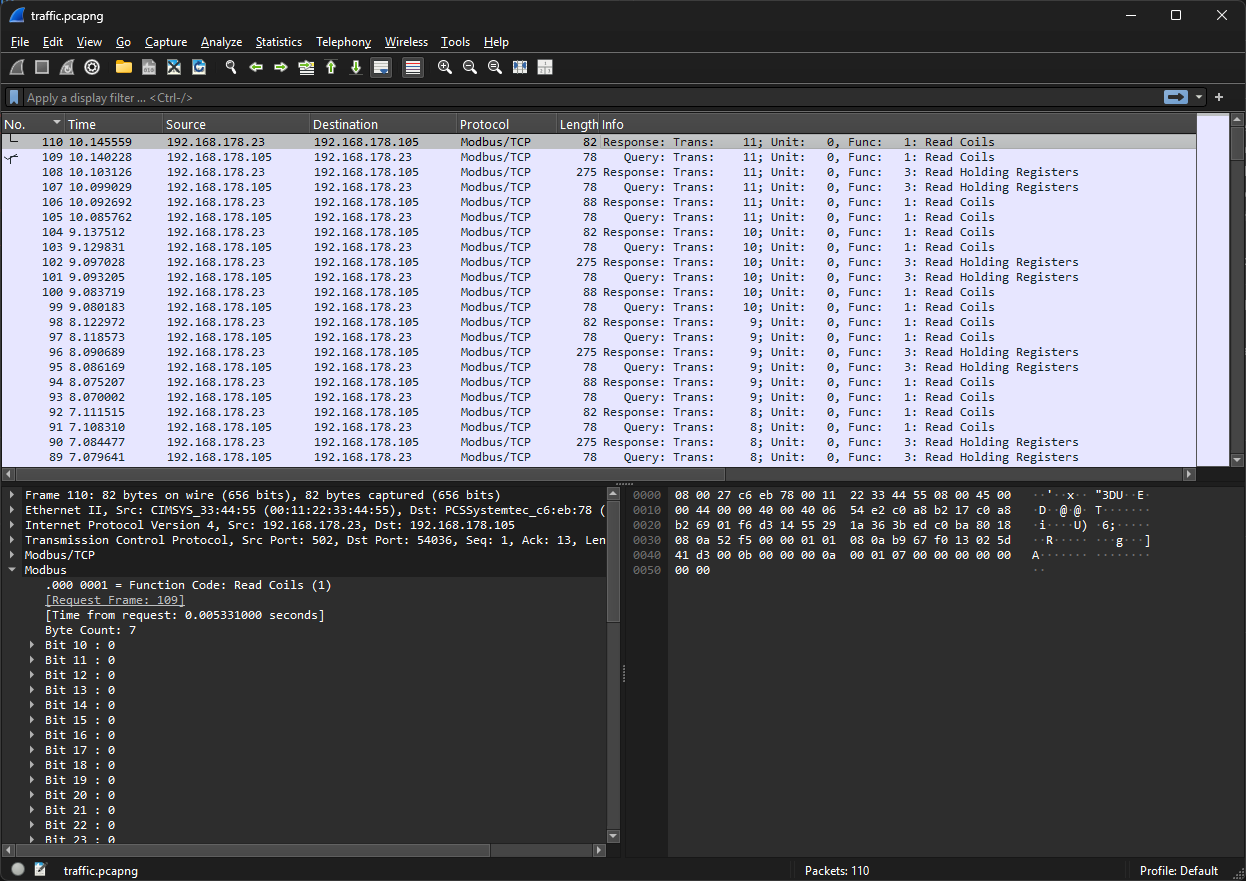 traffic.pcapng
File Edit View Go Capture Analyze Statistics Telephony Wireless Tools Help
Apply a display filter ... <Ctrl-/>
No. Time Source Destination Protocol Length Info
110 10.145559 192.168.178.23 192.168.178.105 Modbus/TCP 82 Response: Trans: 11; Unit: 0, Func: 1: Read Coils
109 10.140228 192.168.178.105 192.168.178.23 Modbus/TCP 78 Query: Trans: 11; Unit: 0, Func: 1: Read Coils
108 10.103126 192.168.178.23 192.168.178.105 Modbus/TCP 275 Response: Trans: 11; Unit: 0, Func: 3: Read Holding Registers
107 10.099029 192.168.178.105 192.168.178.23 Modbus/TCP 78 Query: Trans: 11; Unit: 0, Func: 3: Read Holding Registers
106 10.092692 192.168.178.23 192.168.178.105 Modbus/TCP 88 Response: Trans: 11; Unit: 0, Func: 1: Read Coils
105 10.085762 192.168.178.105 192.168.178.23 Modbus/TCP 78 Query: Trans: 11; Unit: 0, Func: 1: Read Coils
104 9.137512 192.168.178.23 192.168.178.105 Modbus/TCP 82 Response: Trans: 10; Unit: 0, Func: 1: Read Coils
103 9.129831 192.168.178.105 192.168.178.23 Modbus/TCP 78 Query: Trans: 10; Unit: 0, Func: 1: Read Coils
102 9.097028 192.168.178.23 192.168.178.105 Modbus/TCP 275 Response: Trans: 10; Unit: 0, Func: 3: Read Holding Registers
101 9.093205 192.168.178.105 192.168.178.23 Modbus/TCP 78 Query: Trans: 10; Unit: 0, Func: 3: Read Holding Registers
100 9.083719 192.168.178.23 192.168.178.105 Modbus/TCP 88 Response: Trans: 10; Unit: 0, Func: 1: Read Coils
99 9.080183 192.168.178.105 192.168.178.23 Modbus/TCP 78 Query: Trans: 10; Unit: 0, Func: 1: Read Coils
98 8.122972 192.168.178.23 192.168.178.105 Modbus/TCP 82 Response: Trans: 9; Unit: 0, Func: 1: Read Coils
97 8.118573 192.168.178.105 192.168.178.23 Modbus/TCP 78 Query: Trans: 9; Unit: 0, Func: 1: Read Coils
96 8.090689 192.168.178.23 192.168.178.105 Modbus/TCP 275 Response: Trans: 9; Unit: 0, Func: 3: Read Holding Registers
95 8.086169 192.168.178.105 192.168.178.23 Modbus/TCP 78 Query: Trans: 9; Unit: 0, Func: 3: Read Holding Registers
94 8.075207 192.168.178.23 192.168.178.105 Modbus/TCP 88 Response: Trans: 9; Unit: 0, Func: 1: Read Coils
93 8.070002 192.168.178.105 192.168.178.23 Modbus/TCP 78 Query: Trans: 9; Unit: 0, Func: 1: Read Coils
92 7.111515 192.168.178.23 192.168.178.105 Modbus/TCP 82 Response: Trans: 8; Unit: 0, Func: 1: Read Coils
91 7.108310 192.168.178.105 192.168.178.23 Modbus/TCP 78 Query: Trans: 8; Unit: 0, Func: 1: Read Coils
90 7.084477 192.168.178.23 192.168.178.105 Modbus/TCP 275 Response: Trans: 8; Unit: 0, Func: 3: Read Holding Registers
89 7.079641 192.168.178.105 192.168.178.23 Modbus/TCP 78 Query: Trans: 8; Unit: 0, Func: 3: Read Holding Registers
Frame 110: 82 bytes on wire (656 bits), 82 bytes captured (656 bits)
Ethernet II, Src: CIMSYS_33:44:55 (00:11:22:33:44:55), Dst: PCSSystemtec_c6:eb:78 (
Internet Protocol Version 4, Src: 192.168.178.23, Dst: 192.168.178.105
Transmission Control Protocol, Src Port: 502, Dst Port: 54036, Seq: 1, Ack: 13, Len
Modbus/TCP
Modbus
.000 0001 = Function Code: Read Coils (1)
[Request Frame: 109]
[Time from request: 0.005331000 seconds]
Byte Count: 7
Bit 10 : 0
Bit 11 : 0
Bit 12 : 0
Bit 13 : 0
Bit 14 : 0
Bit 15 : 0
Bit 16 : 0
Bit 17 : 0
Bit 18 : 0
Bit 19 : 0
Bit 20 : 0
Bit 21 : 0
Bit 22 : 0
Bit 23 : 0
0000 08 00 27 c6 eb 78 00 11 22 33 44 55 08 00 45 00 ··'··x·· "3DU··E·
0010 00 44 00 00 40 00 40 06 54 e2 c0 a8 b2 17 c0 a8 ·D··@·@· T·······
0020 b2 69 01 f6 d3 14 55 29 1a 36 3b ed c0 ba 80 18 ·i····U) ·6;·····
0030 08 0a 52 f5 00 00 01 01 08 0a b9 67 f0 13 02 5d ··R····· ···g···]
0040 41 d3 00 0b 00 00 00 0a 00 01 07 00 00 00 00 00 A······· ········
0050 00 00 ··
traffic.pcapng Packets: 110 Profile: Default